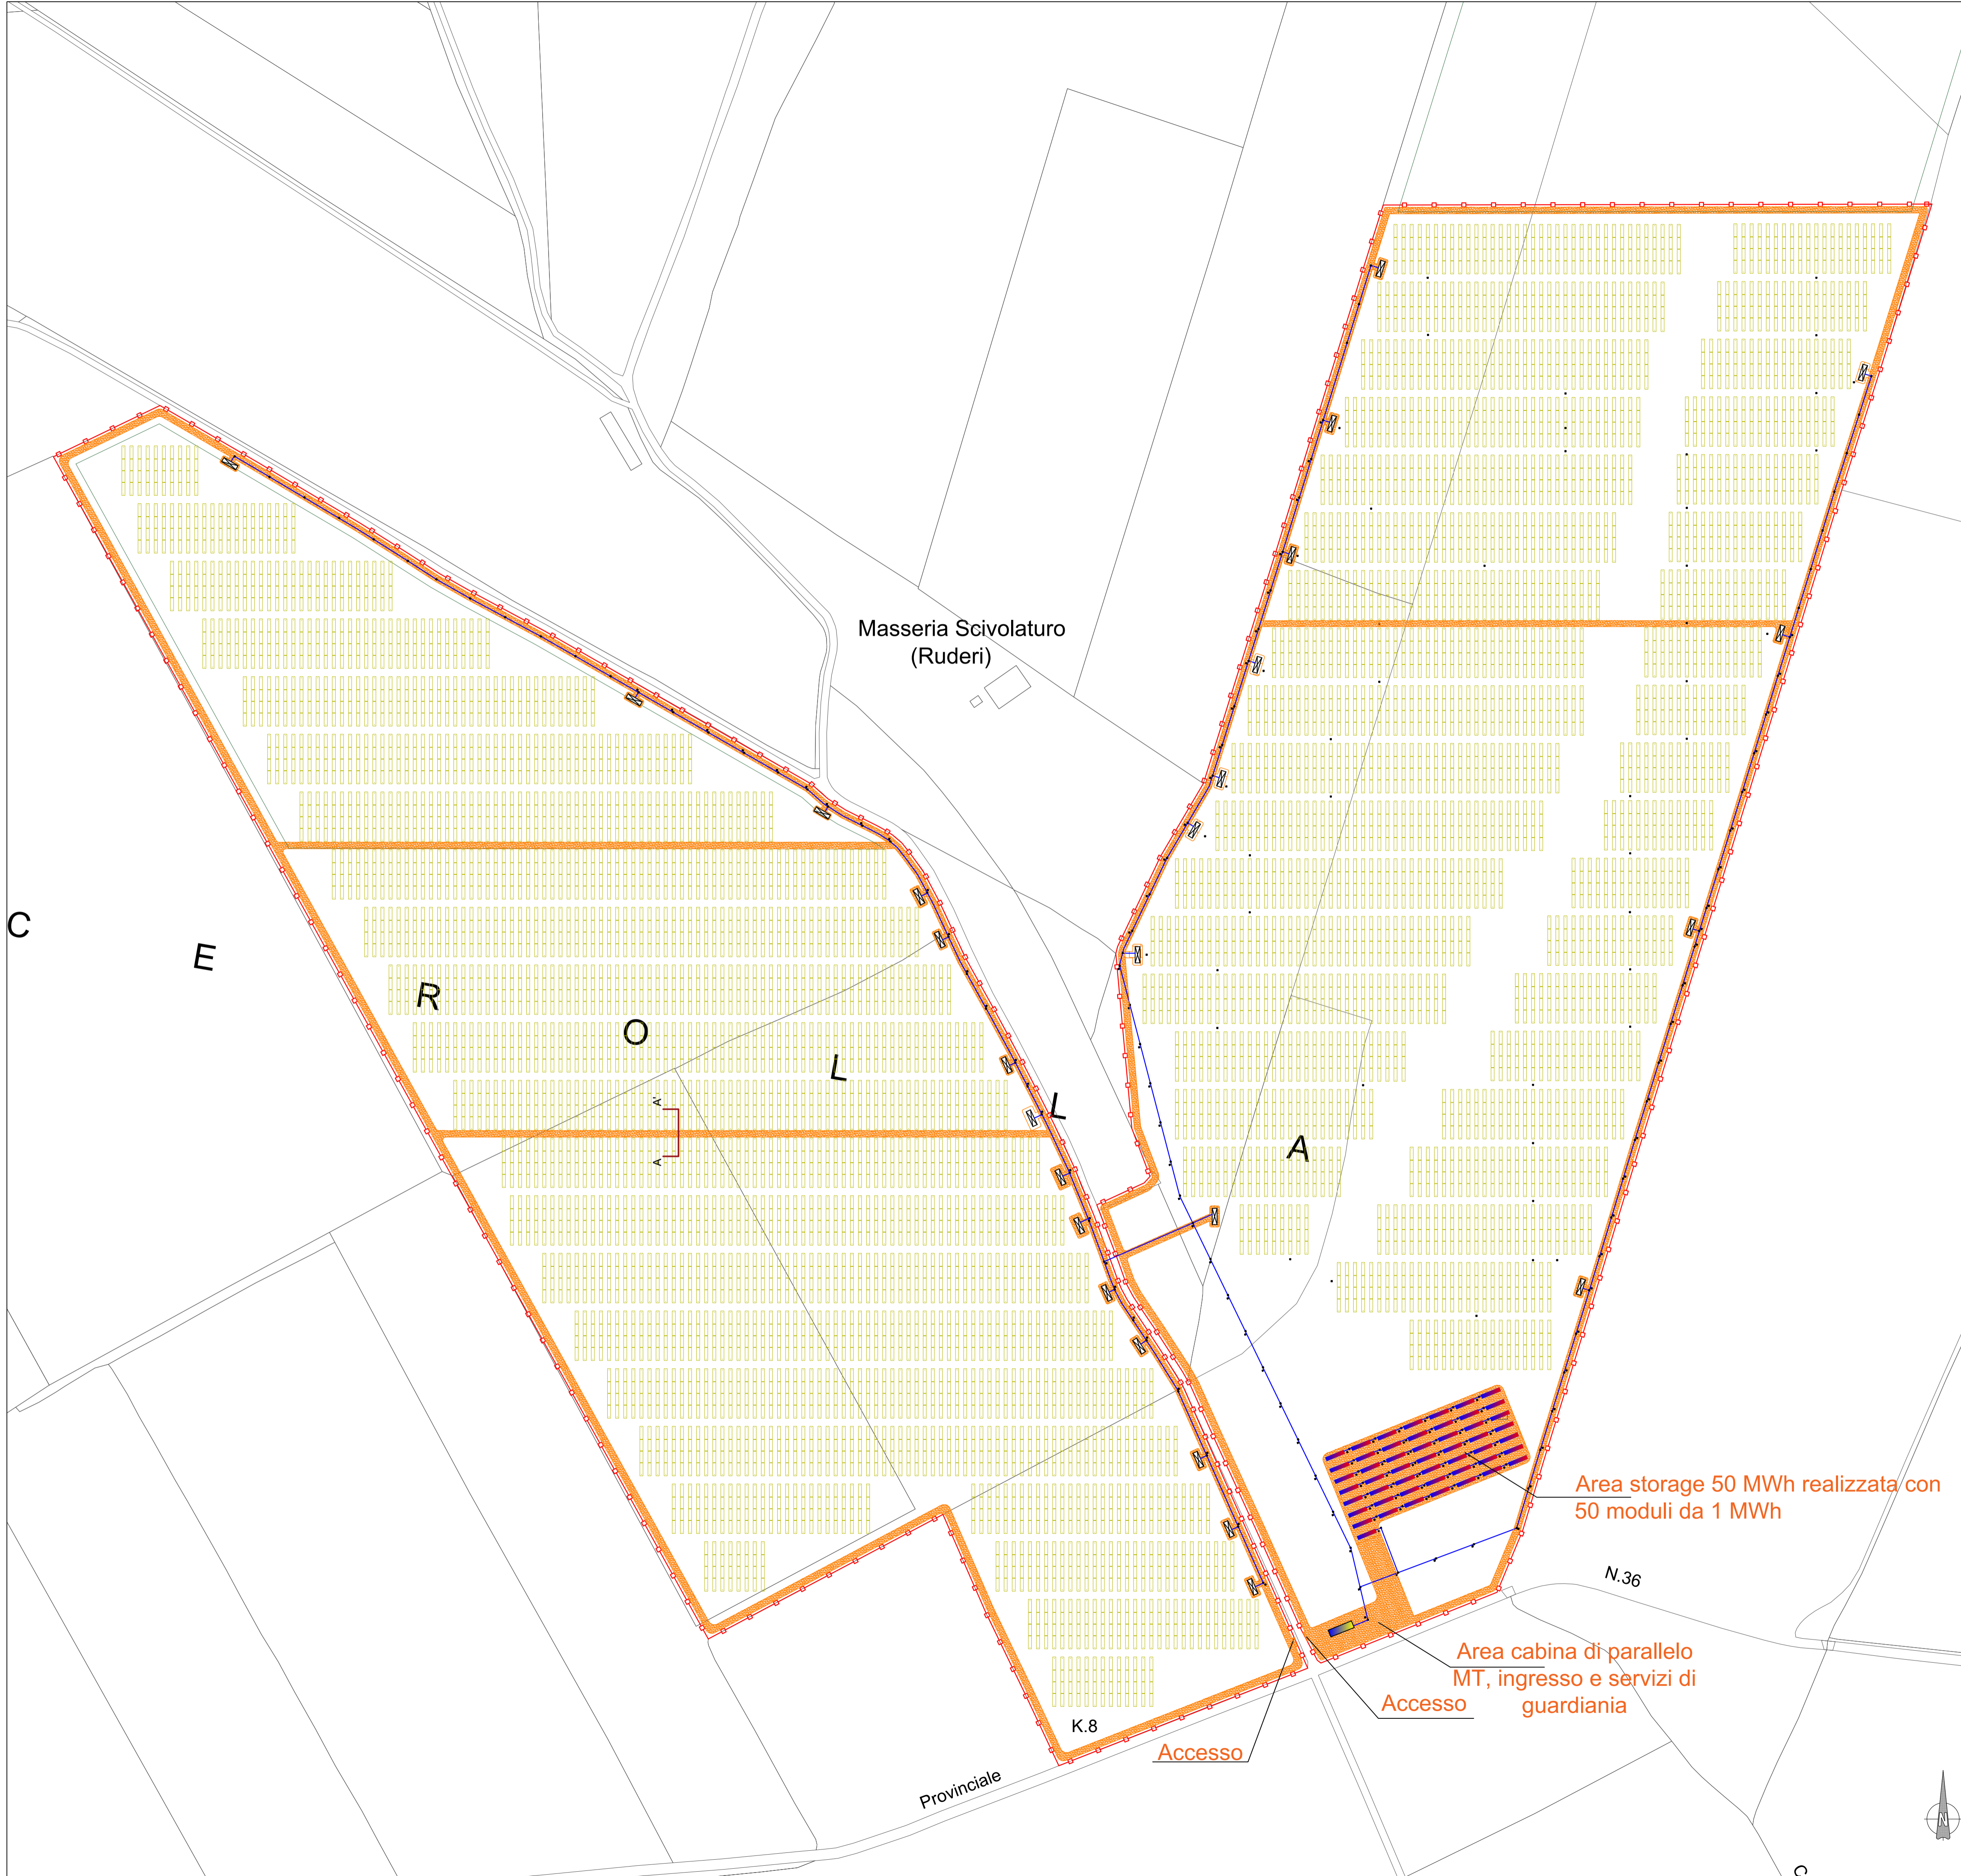 Masseria Scivolaturo
(Ruderi)
C
E
R
O
L
L
A
A'
A
Area storage 50 MWh realizzata con
50 moduli da 1 MWh
N.36
Area cabina di parallelo
MT, ingresso e servizi di
guardiania
Accesso
K.8
Accesso
Provinciale
N
C